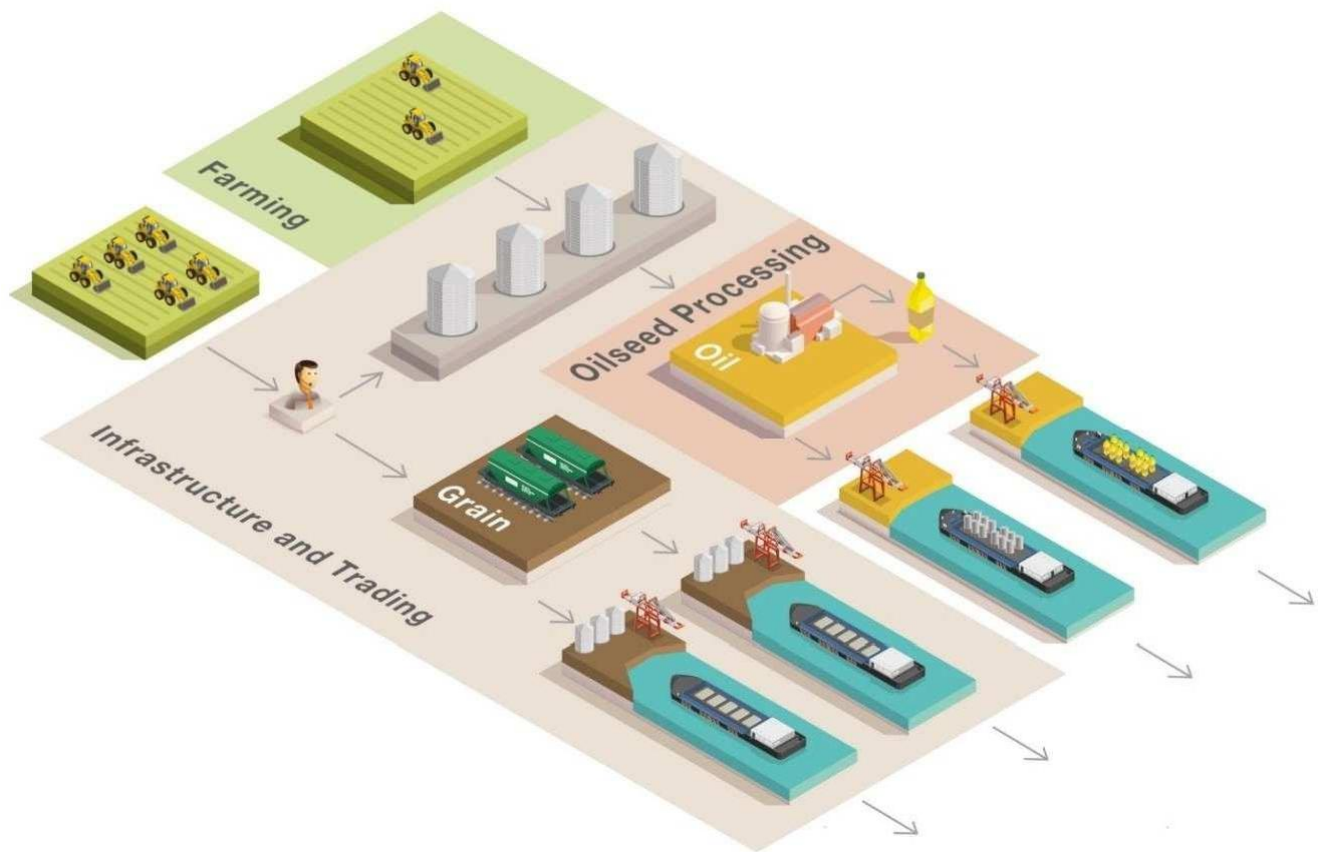 Farming
Oilseed Processing
Oil
Infrastructure and Trading
Grain